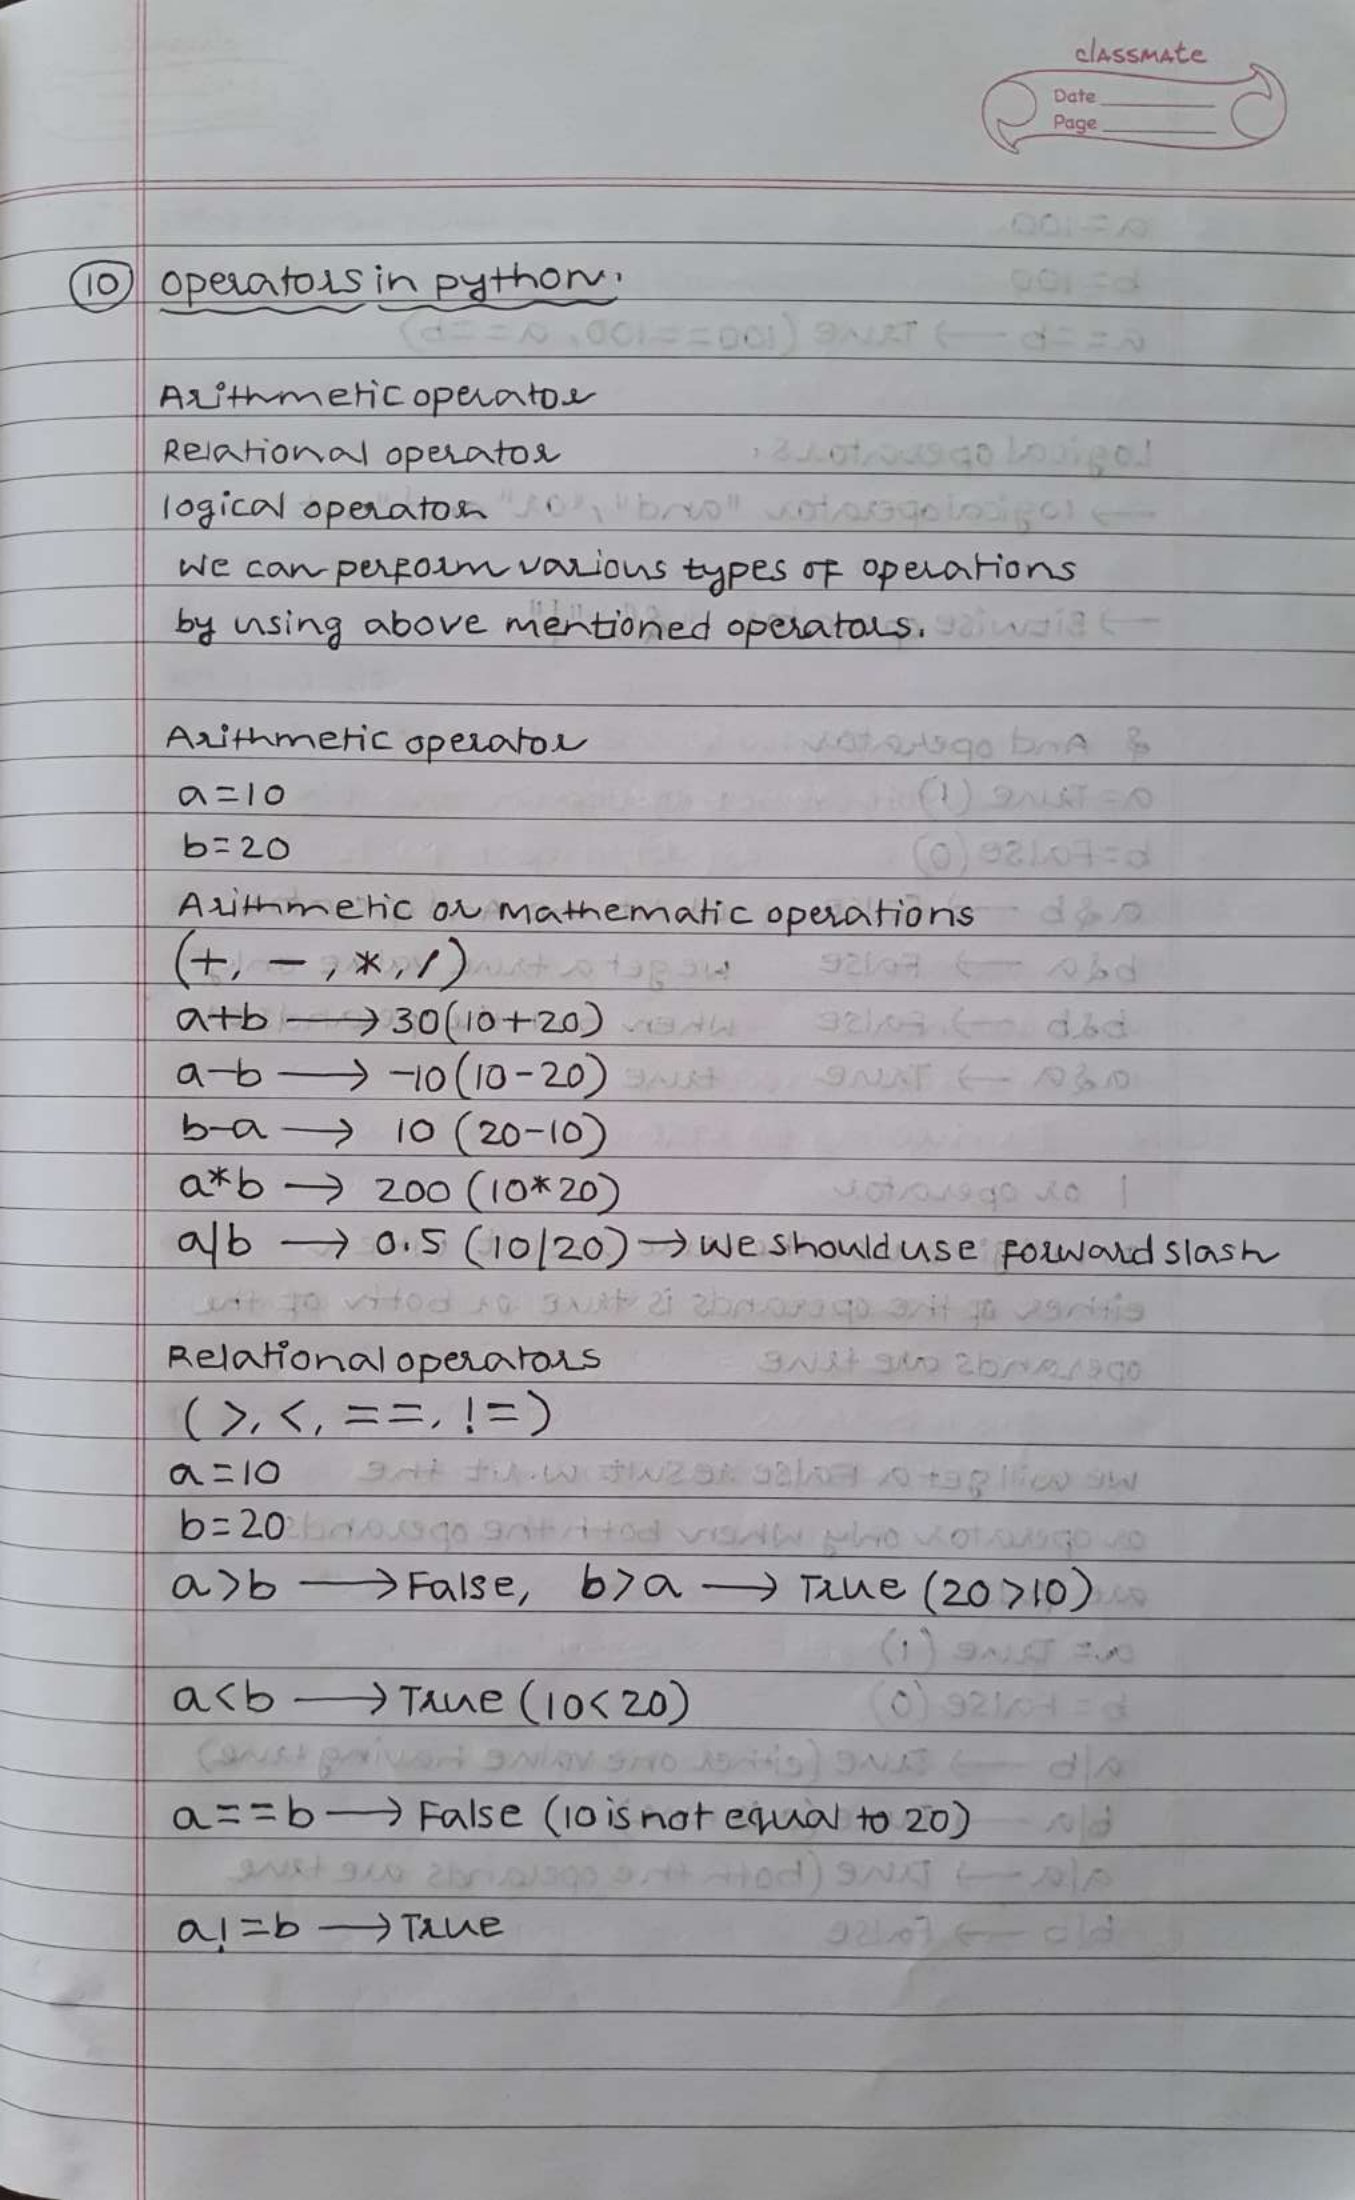 classmate
Date
Page
10 operators in python.
Arithmetic operator
Relational operator
logical operator
we can perform various types of operations
by using above mentioned operators.
Arithmetic operator
a=10
b=20
Arithmetic or mathematic operations
(+, -, *, /)
a+b ⟶ 30(10+20)
a-b ⟶ -10(10-20)
b-a ⟶ 10 (20-10)
a*b ⟶ 200 (10*20)
a/b ⟶ 0.5 (10/20) → we should use forward slash
Relational operators
(>, <, ==, !=)
a=10
b=20
a>b ⟶ False, b>a ⟶ True (20>10)
a<b ⟶ True (10<20)
a==b ⟶ False (10 is not equal to 20)
a!=b ⟶ True